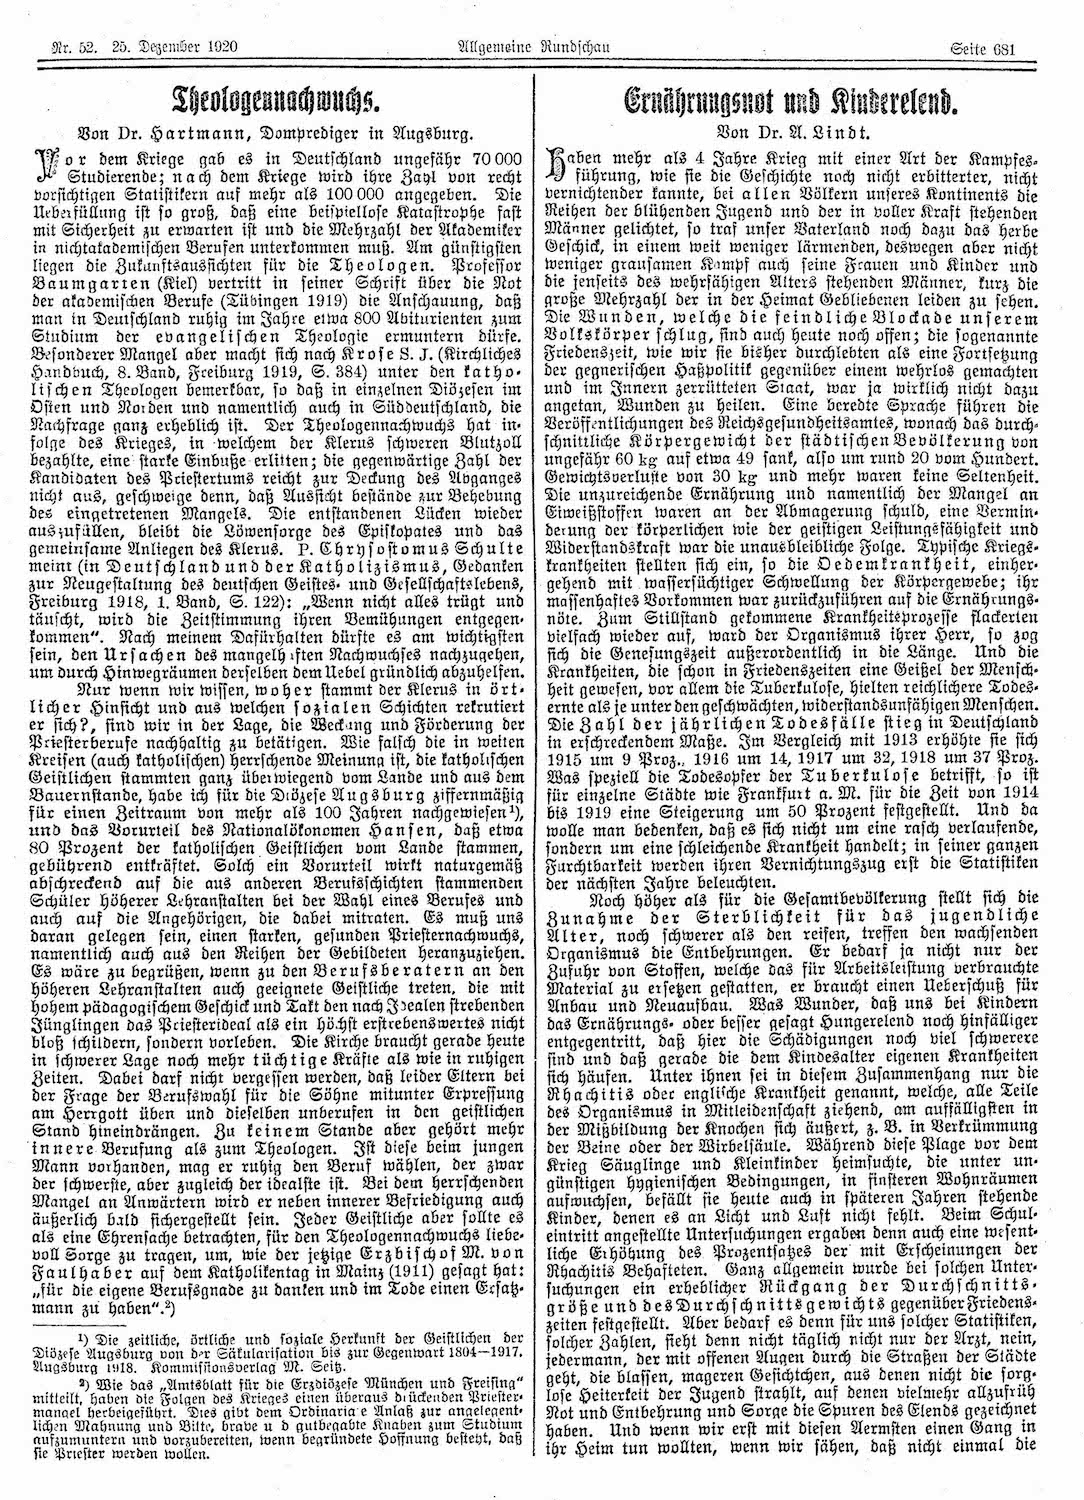 Nr. 52. 25. Dezember 1920
Allgemeine Rundschau
Seite 681
Theologennachwuchs.
Von Dr. Hartmann, Domprediger in Augsburg.
Vor dem Kriege gab es in Deutschland ungefähr 70 000
Studierende; nach dem Kriege wird ihre Zahl von recht
vorsichtigen Statistikern auf mehr als 100 000 angegeben. Die
Ueberfüllung ist so groß, daß eine beispiellose Katastrophe fast
mit Sicherheit zu erwarten ist und die Mehrzahl der Akademiker
in nichtakademischen Berufen unterkommen muß. Am günstigsten
liegen die Zukunftsaussichten für die Theologen. Professor
Baumgarten (Kiel) vertritt in seiner Schrift über die Not
der akademischen Berufe (Tübingen 1919) die Anschauung, daß
man in Deutschland ruhig im Jahre etwa 800 Abiturienten zum
Studium der evangelischen Theologie ermuntern dürfe.
Besonderer Mangel aber macht sich nach Krose S. J. (Kirchliches
Handbuch, 8. Band, Freiburg 1919, S. 384) unter den katho-
lischen Theologen bemerkbar, so daß in einzelnen Diözesen im
Osten und Norden und namentlich auch in Süddeutschland, die
Nachfrage ganz erheblich ist. Der Theologennachwuchs hat in-
folge des Krieges, in welchem der Klerus schweren Blutzoll
bezahlte, eine starke Einbuße erlitten; die gegenwärtige Zahl der
Kandidaten des Priestertums reicht zur Deckung des Abganges
nicht aus, geschweige denn, daß Aussicht bestände zur Behebung
des eingetretenen Mangels. Die entstandenen Lücken wieder
auszufüllen, bleibt die Löwensorge des Episkopates und das
gemeinsame Anliegen des Klerus. P. Chrysostomus Schulte
meint (in Deutschland und der Katholizismus, Gedanken
zur Neugestaltung des deutschen Geistes- und Gesellschaftslebens,
Freiburg 1918, 1. Band, S. 122): „Wenn nicht alles trügt und
täuscht, wird die Zeitstimmung ihren Bemühungen entgegen-
kommen“. Nach meinem Dafürhalten dürfte es am wichtigsten
sein, den Ursachen des mangelhaften Nachwuchses nachzugehen,
um durch Hinwegräumen derselben dem Uebel gründlich abzuhelfen.
Nur wenn wir wissen, woher stammt der Klerus in ört-
licher Hinsicht und aus welchen sozialen Schichten rekrutiert
er sich?, sind wir in der Lage, die Weckung und Förderung der
Priesterberufe nachhaltig zu betätigen. Wie falsch die in weiten
Kreisen (auch katholischen) herrschende Meinung ist, die katholischen
Geistlichen stammten ganz überwiegend vom Lande und aus dem
Bauernstande, habe ich für die Diözese Augsburg ziffernmäßig
für einen Zeitraum von mehr als 100 Jahren nachgewiesen¹),
und das Vorurteil des Nationalökonomen Hansen, daß etwa
80 Prozent der katholischen Geistlichen vom Lande stammen,
gebührend entkräftet. Solch ein Vorurteil wirkt naturgemäß
abschreckend auf die aus anderen Berufsschichten stammenden
Schüler höherer Lehranstalten bei der Wahl eines Berufes und
auch auf die Angehörigen, die dabei mitraten. Es muß uns
daran gelegen sein, einen starken, gesunden Priesternachwuchs,
namentlich auch aus den Reihen der Gebildeten heranzuziehen.
Es wäre zu begrüßen, wenn zu den Berufsberatern an den
höheren Lehranstalten auch geeignete Geistliche treten, die mit
hohem pädagogischem Geschick und Takt den nach Idealen strebenden
Jünglingen das Priesterideal als ein höchst erstrebenswertes nicht
bloß schildern, sondern vorleben. Die Kirche braucht gerade heute
in schwerer Lage noch mehr tüchtige Kräfte als wie in ruhigen
Zeiten. Dabei darf nicht vergessen werden, daß leider Eltern bei
der Frage der Berufswahl für die Söhne mitunter Erpressung
am Herrgott üben und dieselben unberufen in den geistlichen
Stand hineindrängen. Zu keinem Stande aber gehört mehr
innere Berufung als zum Theologen. Ist diese beim jungen
Mann vorhanden, mag er ruhig den Beruf wählen, der zwar
der schwerste, aber zugleich der idealste ist. Bei dem herrschenden
Mangel an Anwärtern wird er neben innerer Befriedigung auch
äußerlich bald sichergestellt sein. Jeder Geistliche aber sollte es
als eine Ehrensache betrachten, für den Theologennachwuchs liebe-
voll Sorge zu tragen, um, wie der jetzige Erzbischof M. von
Faulhaber auf dem Katholikentag in Mainz (1911) gesagt hat:
„für die eigene Berufsgnade zu danken und im Tode einen Ersatz-
mann zu haben“.²)
¹) Die zeitliche, örtliche und soziale Herkunft der Geistlichen der
Diözese Augsburg von der Säkularisation bis zur Gegenwart 1804—1917.
Augsburg 1918. Kommissionsverlag M. Seitz.
²) Wie das „Amtsblatt für die Erzdiözese München und Freising“
mitteilt, haben die Folgen des Krieges einen überaus drückenden Priester-
mangel herbeigeführt. Dies gibt dem Ordinariate Anlaß zur angelegent-
lichen Mahnung und Bitte, brave und gutbegabte Knaben zum Studium
aufzumuntern und vorzubereiten, wenn begründete Hoffnung besteht, daß
sie Priester werden wollen.
Ernährungsnot und Kinderelend.
Von Dr. A. Lindt.
Haben mehr als 4 Jahre Krieg mit einer Art der Kampfes-
führung, wie sie die Geschichte noch nicht erbitterter, nicht
vernichtender kannte, bei allen Völkern unseres Kontinents die
Reihen der blühenden Jugend und der in voller Kraft stehenden
Männer gelichtet, so traf unser Vaterland noch dazu das herbe
Geschick, in einem weit weniger lärmenden, deswegen aber nicht
weniger grausamen Kampf auch seine Frauen und Kinder und
die jenseits des wehrfähigen Alters stehenden Männer, kurz die
große Mehrzahl der in der Heimat Gebliebenen leiden zu sehen.
Die Wunden, welche die feindliche Blockade unserem
Volkskörper schlug, sind auch heute noch offen; die sogenannte
Friedenszeit, wie wir sie bisher durchlebten als eine Fortsetzung
der gegnerischen Haßpolitik gegenüber einem wehrlos gemachten
und im Innern zerrütteten Staat, war ja wirklich nicht dazu
angetan, Wunden zu heilen. Eine beredte Sprache führen die
Veröffentlichungen des Reichsgesundheitsamtes, wonach das durch-
schnittliche Körpergewicht der städtischen Bevölkerung von
ungefähr 60 kg auf etwa 49 sank, also um rund 20 vom Hundert.
Gewichtsverluste von 30 kg und mehr waren keine Seltenheit.
Die unzureichende Ernährung und namentlich der Mangel an
Eiweißstoffen waren an der Abmagerung schuld, eine Vermin-
derung der körperlichen wie der geistigen Leistungsfähigkeit und
Widerstandskraft war die unausbleibliche Folge. Typische Kriegs-
krankheiten stellten sich ein, so die Oedemkrankheit, einher-
gehend mit wassersüchtiger Schwellung der Körpergewebe; ihr
massenhaftes Vorkommen war zurückzuführen auf die Ernährungs-
nöte. Zum Stillstand gekommene Krankheitsprozesse flackerten
vielfach wieder auf, ward der Organismus ihrer Herr, so zog
sich die Genesungszeit außerordentlich in die Länge. Und die
Krankheiten, die schon in Friedenszeiten eine Geißel der Mensch-
heit gewesen, vor allem die Tuberkulose, hielten reichlichere Todes-
ernte als je unter den geschwächten, widerstandsunfähigen Menschen.
Die Zahl der jährlichen Todesfälle stieg in Deutschland
in erschreckendem Maße. Im Vergleich mit 1913 erhöhte sie sich
1915 um 9 Proz., 1916 um 14, 1917 um 32, 1918 um 37 Proz.
Was speziell die Todesopfer der Tuberkulose betrifft, so ist
für einzelne Städte wie Frankfurt a. M. für die Zeit von 1914
bis 1919 eine Steigerung um 50 Prozent festgestellt. Und da
wolle man bedenken, daß es sich nicht um eine rasch verlaufende,
sondern um eine schleichende Krankheit handelt; in seiner ganzen
Furchtbarkeit werden ihren Vernichtungszug erst die Statistiken
der nächsten Jahre beleuchten.
Noch höher als für die Gesamtbevölkerung stellt sich die
Zunahme der Sterblichkeit für das jugendliche
Alter, noch schwerer als den reifen, treffen den wachsenden
Organismus die Entbehrungen. Er bedarf ja nicht nur der
Zufuhr von Stoffen, welche das für Arbeitsleistung verbrauchte
Material zu ersetzen gestatten, er braucht einen Ueberschuß für
Anbau und Neuaufbau. Was Wunder, daß uns bei Kindern
das Ernährungs- oder besser gesagt Hungerelend noch hinfälliger
entgegentritt, daß hier die Schädigungen noch viel schwerere
sind und daß gerade die dem Kindesalter eigenen Krankheiten
sich häufen. Unter ihnen sei in diesem Zusammenhang nur die
Rhachitis oder englische Krankheit genannt, welche, alle Teile
des Organismus in Mitleidenschaft ziehend, am auffälligsten in
der Mißbildung der Knochen sich äußert, z. B. in Verkrümmung
der Beine oder der Wirbelsäule. Während diese Plage vor dem
Krieg Säuglinge und Kleinkinder heimsuchte, die unter un-
günstigen hygienischen Bedingungen, in finsteren Wohnräumen
aufwuchsen, befällt sie heute auch in späteren Jahren stehende
Kinder, denen es an Licht und Luft nicht fehlt. Beim Schul-
eintritt angestellte Untersuchungen ergaben denn auch eine wesent-
liche Erhöhung des Prozentsatzes der mit Erscheinungen der
Rhachitis Behafteten. Ganz allgemein wurde bei solchen Unter-
suchungen ein erheblicher Rückgang der Durchschnitts-
größe und des Durchschnittsgewichts gegenüber Friedens-
zeiten festgestellt. Aber bedarf es denn für uns solcher Statistiken,
solcher Zahlen, sieht denn nicht täglich nicht nur der Arzt, nein,
jedermann, der mit offenen Augen durch die Straßen der Städte
geht, die blassen, mageren Gesichtchen, aus denen nicht die sorg-
lose Heiterkeit der Jugend strahlt, auf denen vielmehr allzufrüh
Not und Entbehrung und Sorge die Spuren des Elends gezeichnet
haben. Und wenn wir erst mit diesen Aermsten einen Gang in
ihr Heim tun wollten, wenn wir sähen, daß nicht einmal die